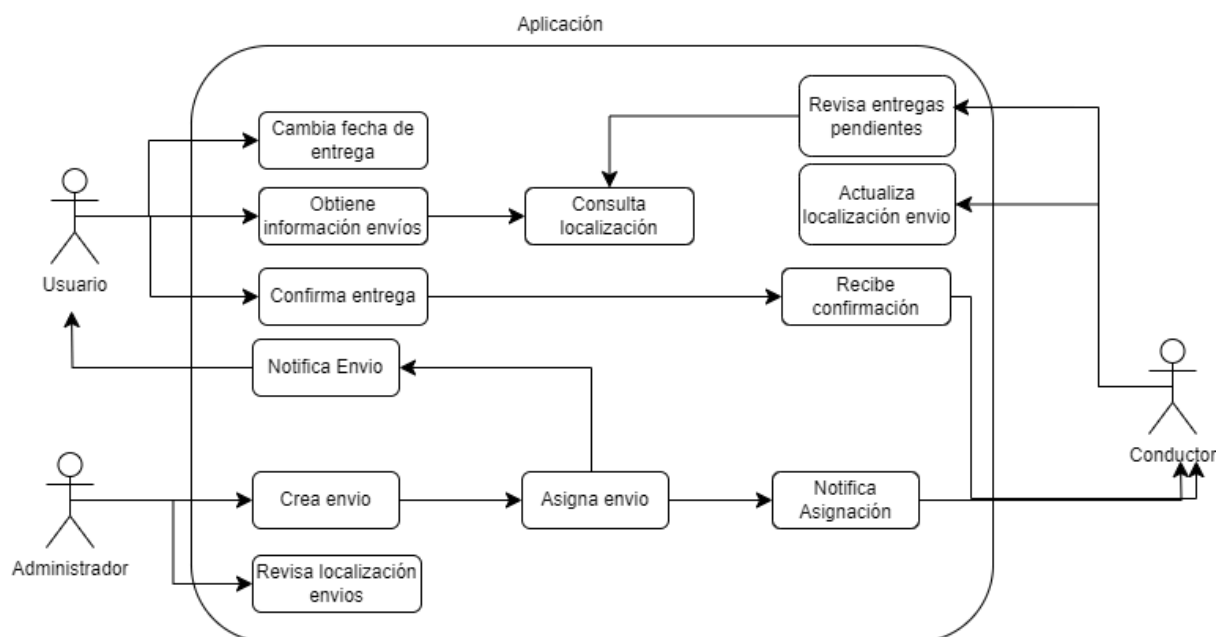 Aplicación
Revisa entregas
pendientes
Cambia fecha de
entrega
Obtiene
información envíos
Consulta
localización
Actualiza
localización envio
Usuario
Confirma entrega
Recibe
confirmación
Notifica Envio
Conductor
Crea envio
Asigna envio
Notifica
Asignación
Administrador
Revisa localización
envios